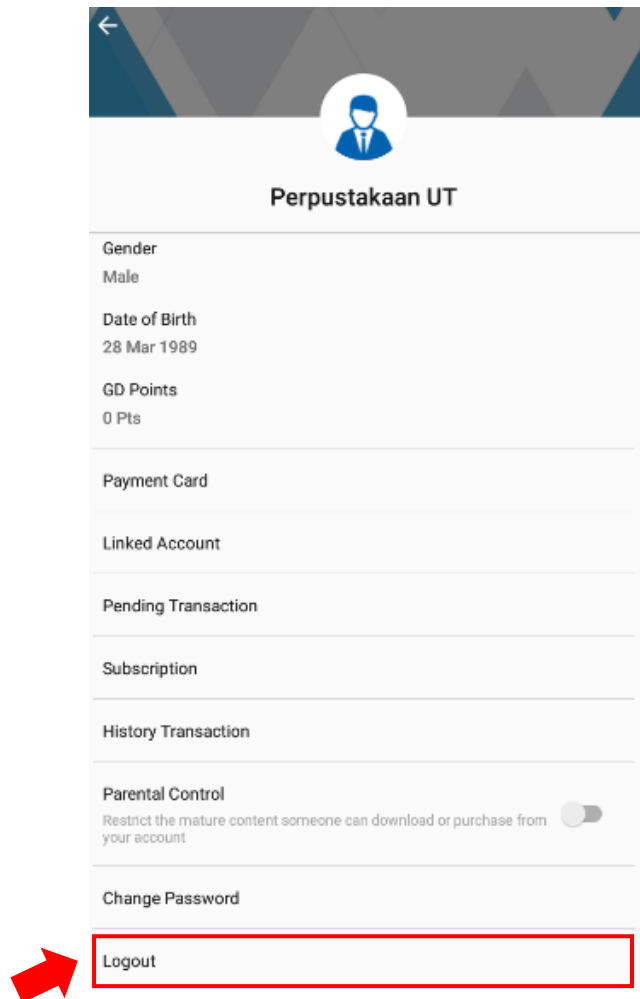 Perpustakaan UT
Gender
Male
Date of Birth
28 Mar 1989
GD Points
0 Pts
Payment Card
Linked Account
Pending Transaction
Subscription
History Transaction
Parental Control
Restrict the mature content someone can download or purchase from
your account
Change Password
Logout